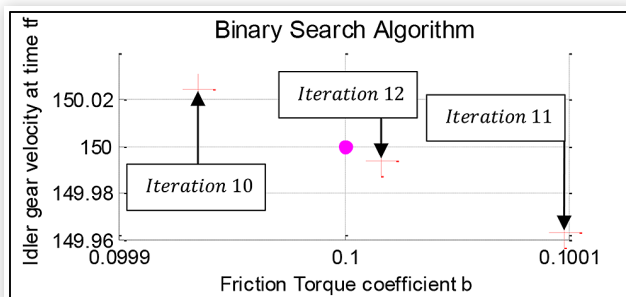 Binary Search Algorithm
Idler gear velocity at time tf
150.02
150
149.98
149.96
Iteration 12
Iteration 11
Iteration 10
0.0999
0.1
0.1001
Friction Torque coefficient b